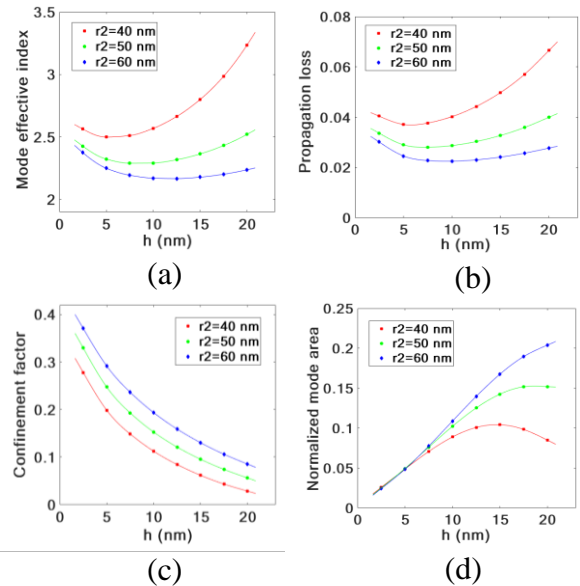 Mode effective index
3.5
3
2.5
2
r2=40 nm
r2=50 nm
r2=60 nm
0 5 10 15 20
h (nm)
(a)
Propagation loss
0.08
0.06
0.04
0.02
0
r2=40 nm
r2=50 nm
r2=60 nm
0 5 10 15 20
h (nm)
(b)
Confinement factor
0.4
0.3
0.2
0.1
0
r2=40 nm
r2=50 nm
r2=60 nm
0 5 10 15 20
h (nm)
(c)
Normalized mode area
0.25
0.2
0.15
0.1
0.05
0
r2=40 nm
r2=50 nm
r2=60 nm
0 5 10 15 20
h (nm)
(d)